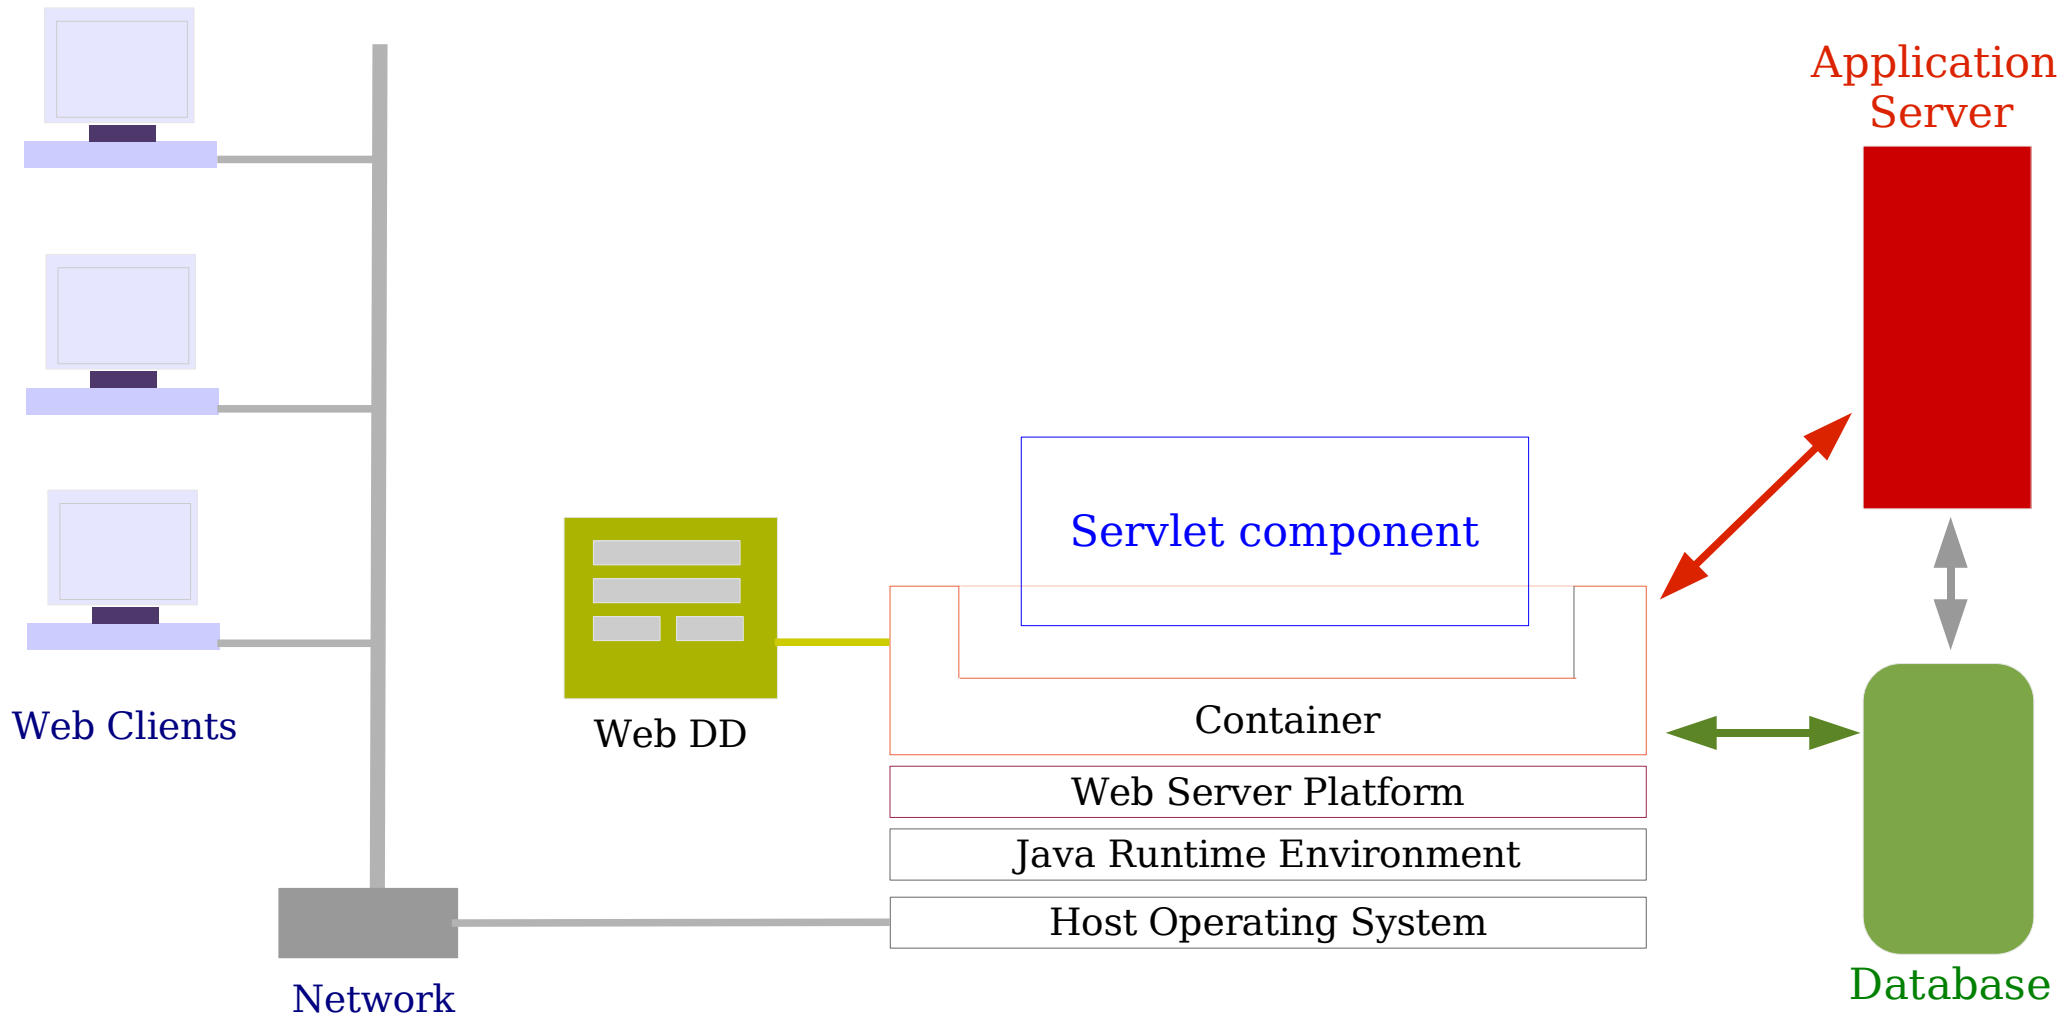 Application
Server
Servlet component
Web Clients
Web DD
Container
Web Server Platform
Java Runtime Environment
Host Operating System
Network
Database